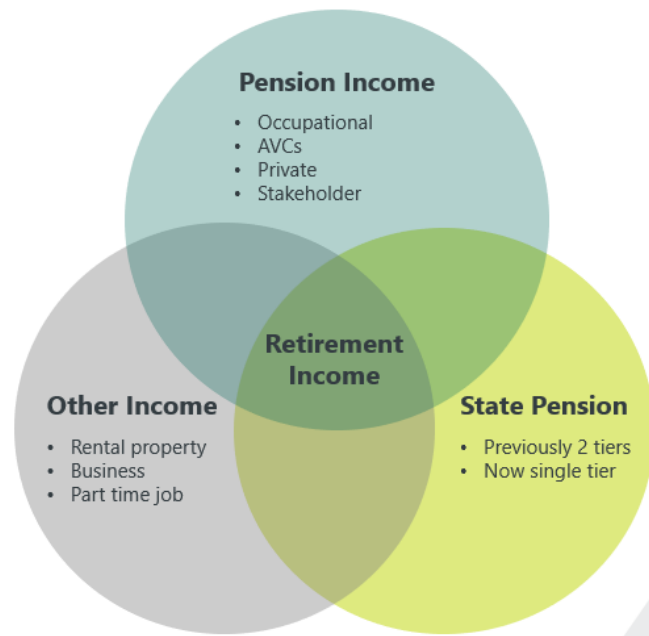 Pension Income
• Occupational
• AVCs
• Private
• Stakeholder
Retirement
Income
Other Income
• Rental property
• Business
• Part time job
State Pension
• Previously 2 tiers
• Now single tier